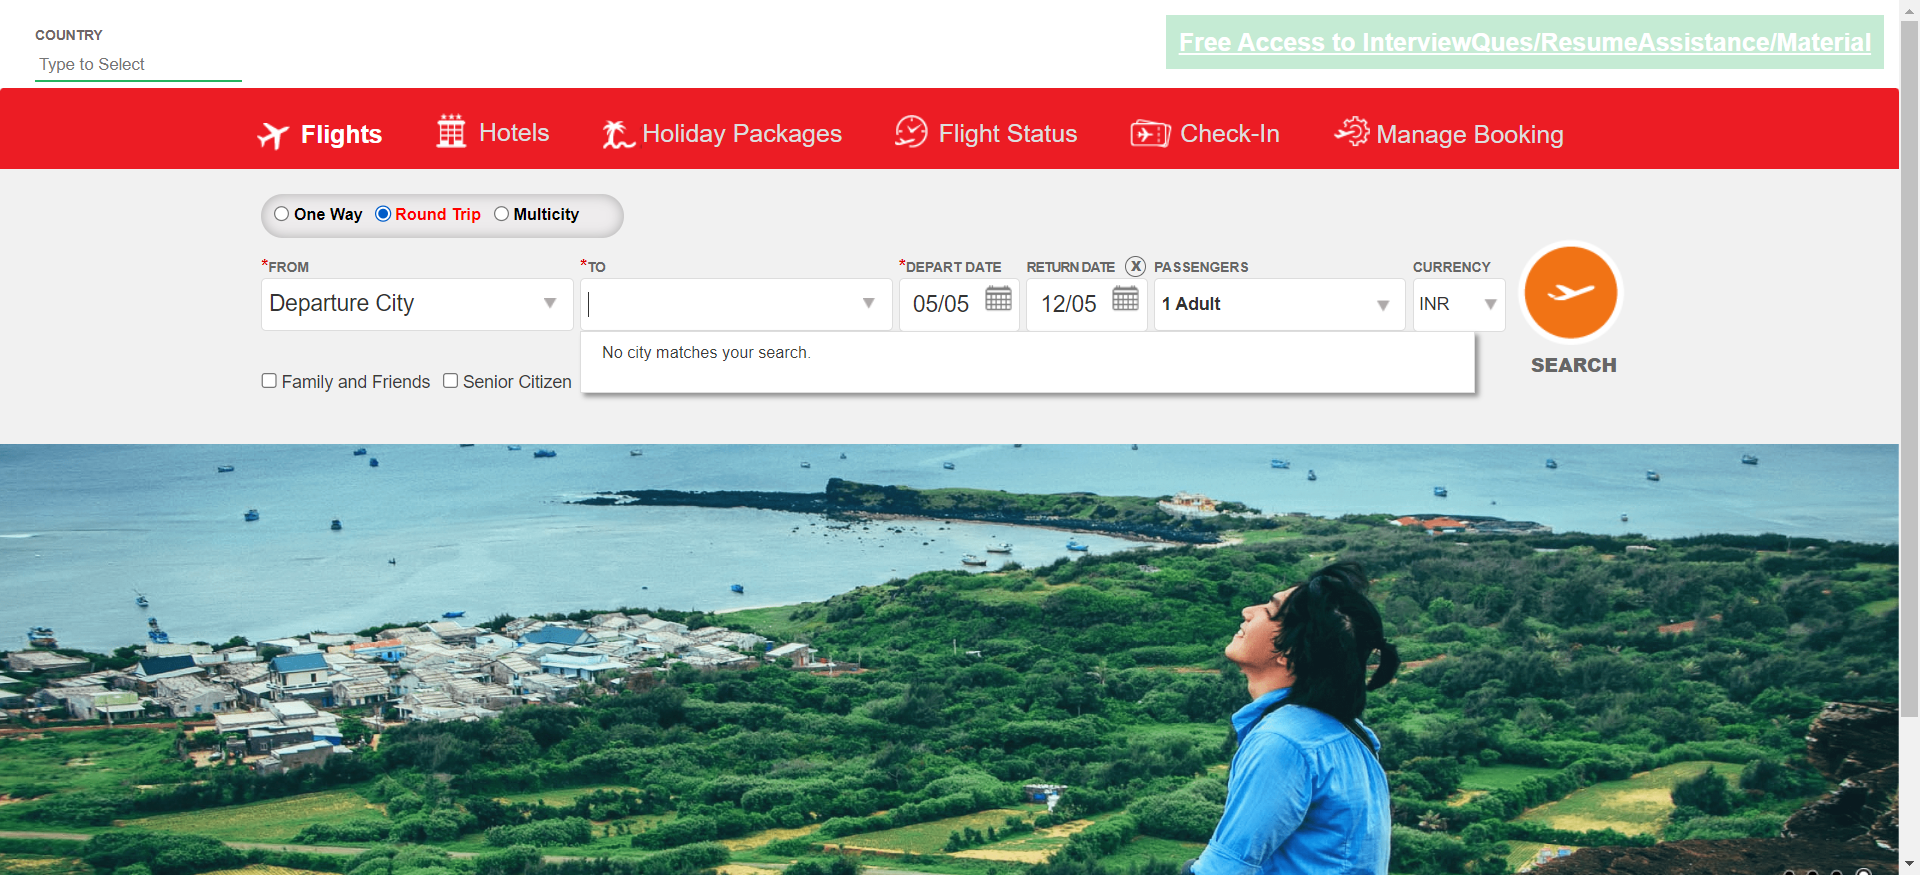 COUNTRY
Type to Select
Free Access to InterviewQues/ResumeAssistance/Material
Flights
Hotels
Holiday Packages
Flight Status
Check-In
Manage Booking
One Way
Round Trip
Multicity
*FROM
*TO
*DEPART DATE
RETURN DATE
X
PASSENGERS
CURRENCY
Departure City
05/05
12/05
1 Adult
INR
SEARCH
No city matches your search.
Family and Friends
Senior Citizen